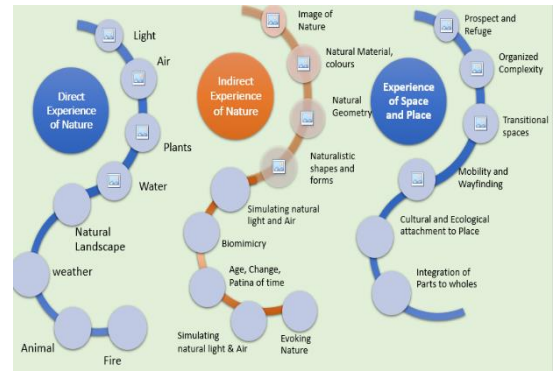 Direct
Experience
of Nature
Light
Air
Plants
Water
Natural
Landscape
weather
Animal
Fire
Indirect
Experience
of Nature
Image of
Nature
Natural Material,
colours
Natural
Geometry
Naturalistic
shapes and
forms
Simulating natural
light and Air
Biomimicry
Age, Change,
Patina of time
Simulating
natural light & Air
Evoking
Nature
Experience
of Space
and Place
Prospect and
Refuge
Organized
Complexity
Transitional
spaces
Mobility and
Wayfinding
Cultural and Ecological
attachment to Place
Integration of
Parts to wholes